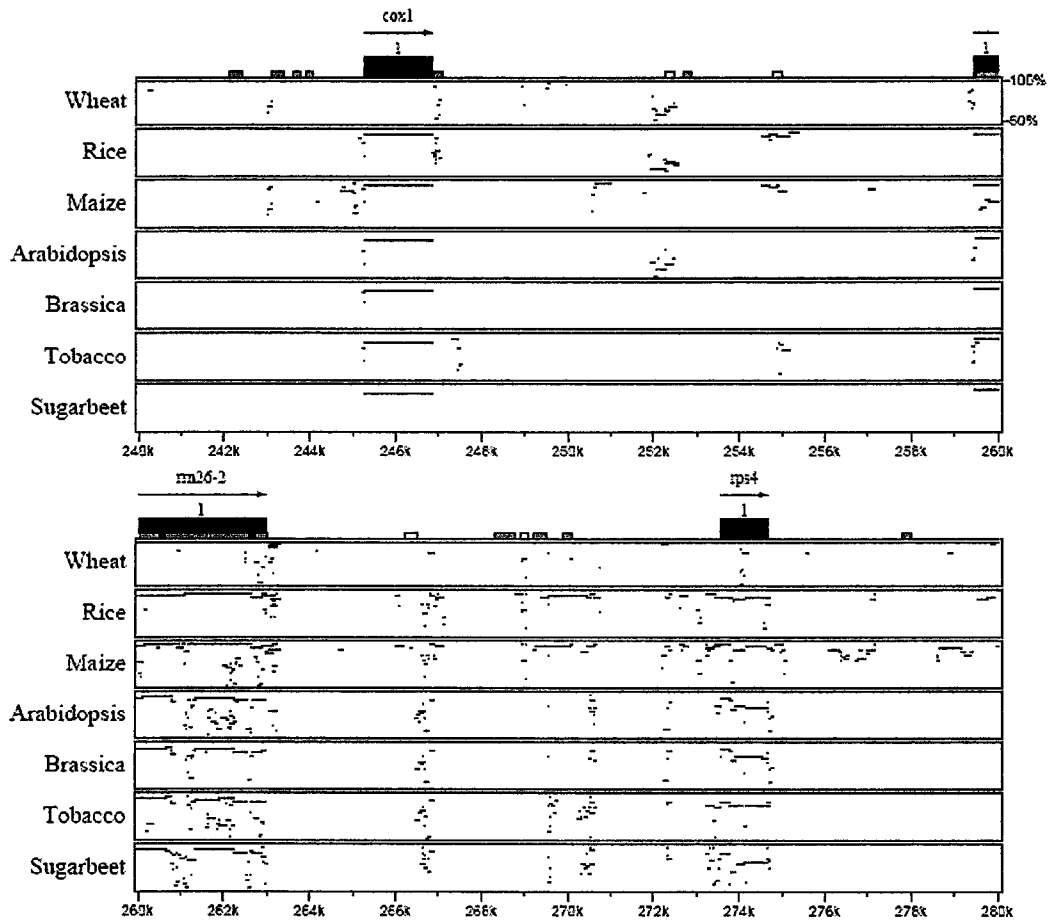 cox1
1 1
100%
Wheat
50%
Rice
Maize
Arabidopsis
Brassica
Tobacco
Sugarbeet
240k 242k 244k 246k 248k 250k 252k 254k 256k 258k 260k
rrn26-2 rps4
1 1
Wheat
Rice
Maize
Arabidopsis
Brassica
Tobacco
Sugarbeet
260k 262k 264k 266k 268k 270k 272k 274k 276k 278k 280k